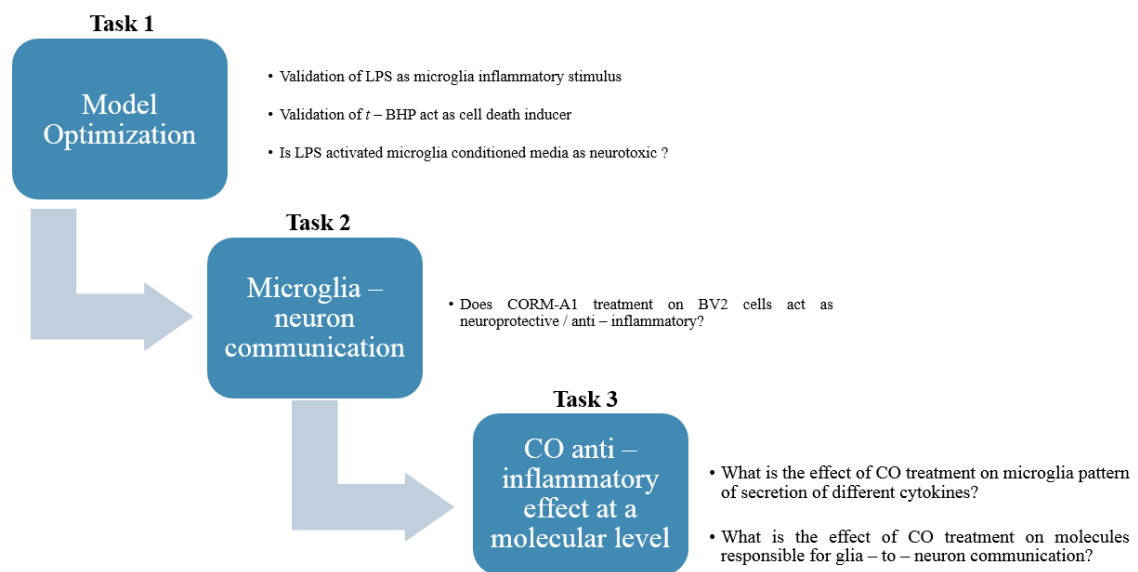 Task 1
Model
Optimization
• Validation of LPS as microglia inflammatory stimulus
• Validation of t – BHP act as cell death inducer
• Is LPS activated microglia conditioned media as neurotoxic ?
Task 2
Microglia –
neuron
communication
• Does CORM-A1 treatment on BV2 cells act as
neuroprotective / anti – inflammatory?
Task 3
CO anti –
inflammatory
effect at a
molecular level
• What is the effect of CO treatment on microglia pattern
of secretion of different cytokines?
• What is the effect of CO treatment on molecules
responsible for glia – to – neuron communication?